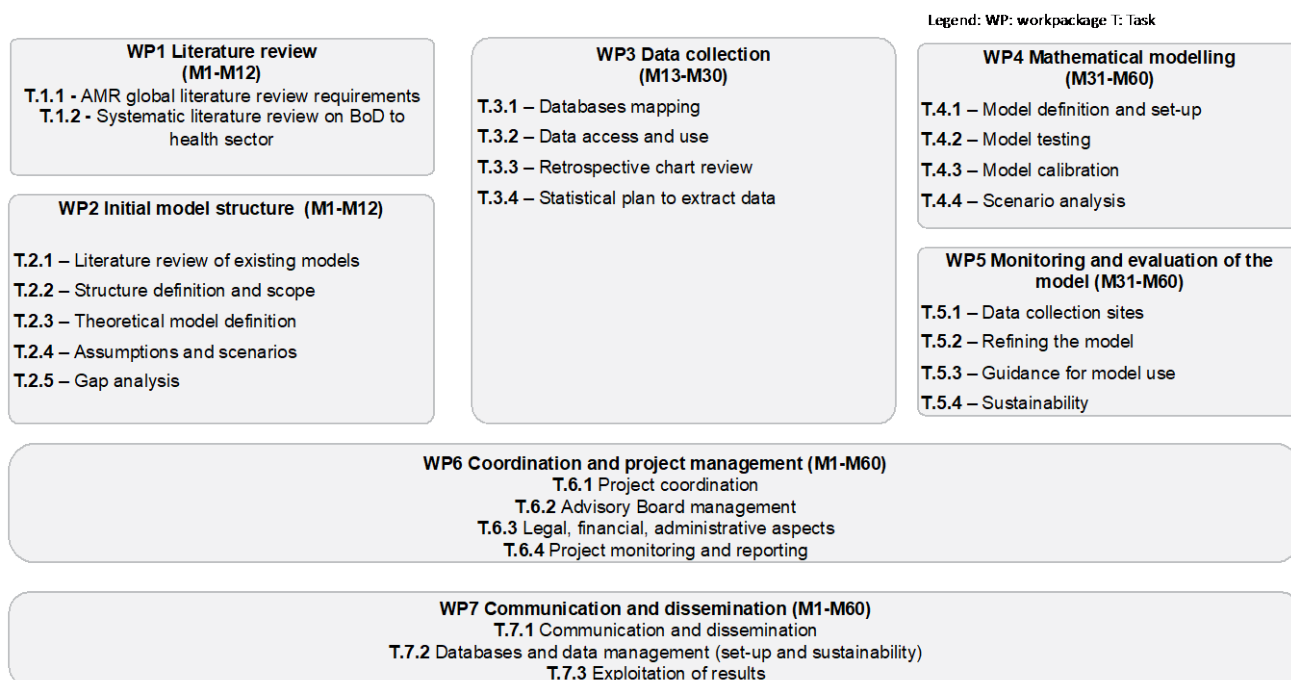 Legend: WP: workpackage T: Task
WP1 Literature review
(M1-M12)
T.1.1 - AMR global literature review requirements
T.1.2 - Systematic literature review on BoD to
health sector
WP2 Initial model structure (M1-M12)
T.2.1 – Literature review of existing models
T.2.2 – Structure definition and scope
T.2.3 – Theoretical model definition
T.2.4 – Assumptions and scenarios
T.2.5 – Gap analysis
WP3 Data collection
(M13-M30)
T.3.1 – Databases mapping
T.3.2 – Data access and use
T.3.3 – Retrospective chart review
T.3.4 – Statistical plan to extract data
WP4 Mathematical modelling
(M31-M60)
T.4.1 – Model definition and set-up
T.4.2 – Model testing
T.4.3 – Model calibration
T.4.4 – Scenario analysis
WP5 Monitoring and evaluation of the
model (M31-M60)
T.5.1 – Data collection sites
T.5.2 – Refining the model
T.5.3 – Guidance for model use
T.5.4 – Sustainability
WP6 Coordination and project management (M1-M60)
T.6.1 Project coordination
T.6.2 Advisory Board management
T.6.3 Legal, financial, administrative aspects
T.6.4 Project monitoring and reporting
WP7 Communication and dissemination (M1-M60)
T.7.1 Communication and dissemination
T.7.2 Databases and data management (set-up and sustainability)
T.7.3 Exploitation of results